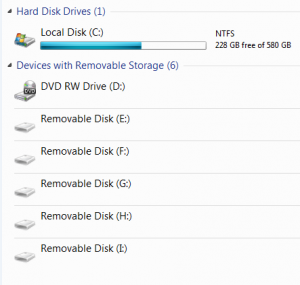 Hard Disk Drives (1)
Local Disk (C:)
NTFS
228 GB free of 580 GB
Devices with Removable Storage (6)
DVD RW Drive (D:)
DVD
Removable Disk (E:)
Removable Disk (F:)
Removable Disk (G:)
Removable Disk (H:)
Removable Disk (I:)